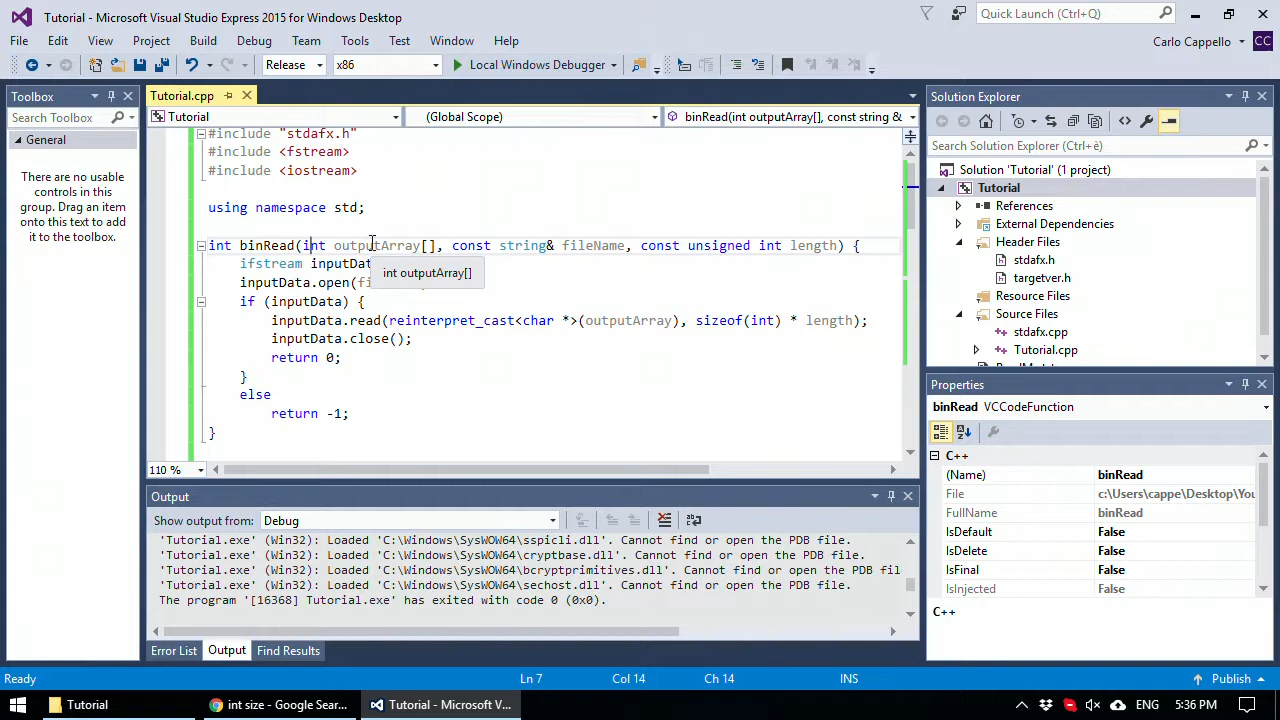 Tutorial - Microsoft Visual Studio Express 2015 for Windows Desktop
Quick Launch (Ctrl+Q)
File Edit View Project Build Debug Team Tools Test Window Help
Carlo Cappello CC
Release x86 Local Windows Debugger
Toolbox
Search Toolbox
General
There are no usable
controls in this
group. Drag an item
onto this text to add
it to the toolbox.
Tutorial.cpp
Tutorial (Global Scope) binRead(int outputArray[], const string &
#include "stdafx.h"
#include <fstream>
#include <iostream>
using namespace std;
int binRead(int outputArray[], const string& fileName, const unsigned int length) {
ifstream inputDat
int outputArray[]
inputData.open(fi
if (inputData) {
inputData.read(reinterpret_cast<char *>(outputArray), sizeof(int) * length);
inputData.close();
return 0;
}
else
return -1;
}
110 %
Output
Show output from: Debug
'Tutorial.exe' (Win32): Loaded 'C:\Windows\SysWOW64\sspicli.dll'. Cannot find or open the PDB file.
'Tutorial.exe' (Win32): Loaded 'C:\Windows\SysWOW64\cryptbase.dll'. Cannot find or open the PDB file.
'Tutorial.exe' (Win32): Loaded 'C:\Windows\SysWOW64\bcryptprimitives.dll'. Cannot find or open the PDB fil
'Tutorial.exe' (Win32): Loaded 'C:\Windows\SysWOW64\sechost.dll'. Cannot find or open the PDB file.
The program '[16368] Tutorial.exe' has exited with code 0 (0x0).
Error List Output Find Results
Solution Explorer
Search Solution Explorer (Ctrl+è)
Solution 'Tutorial' (1 project)
Tutorial
References
External Dependencies
Header Files
stdafx.h
targetver.h
Resource Files
Source Files
stdafx.cpp
Tutorial.cpp
Properties
binRead VCCodeFunction
C++
(Name) binRead
File c:\Users\cappe\Desktop\You
FullName binRead
IsDefault False
IsDelete False
IsFinal False
IsInjected False
C++
Ready Ln 7 Col 14 Ch 14 INS Publish
Tutorial int size - Google Sear... Tutorial - Microsoft V... ENG 5:36 PM